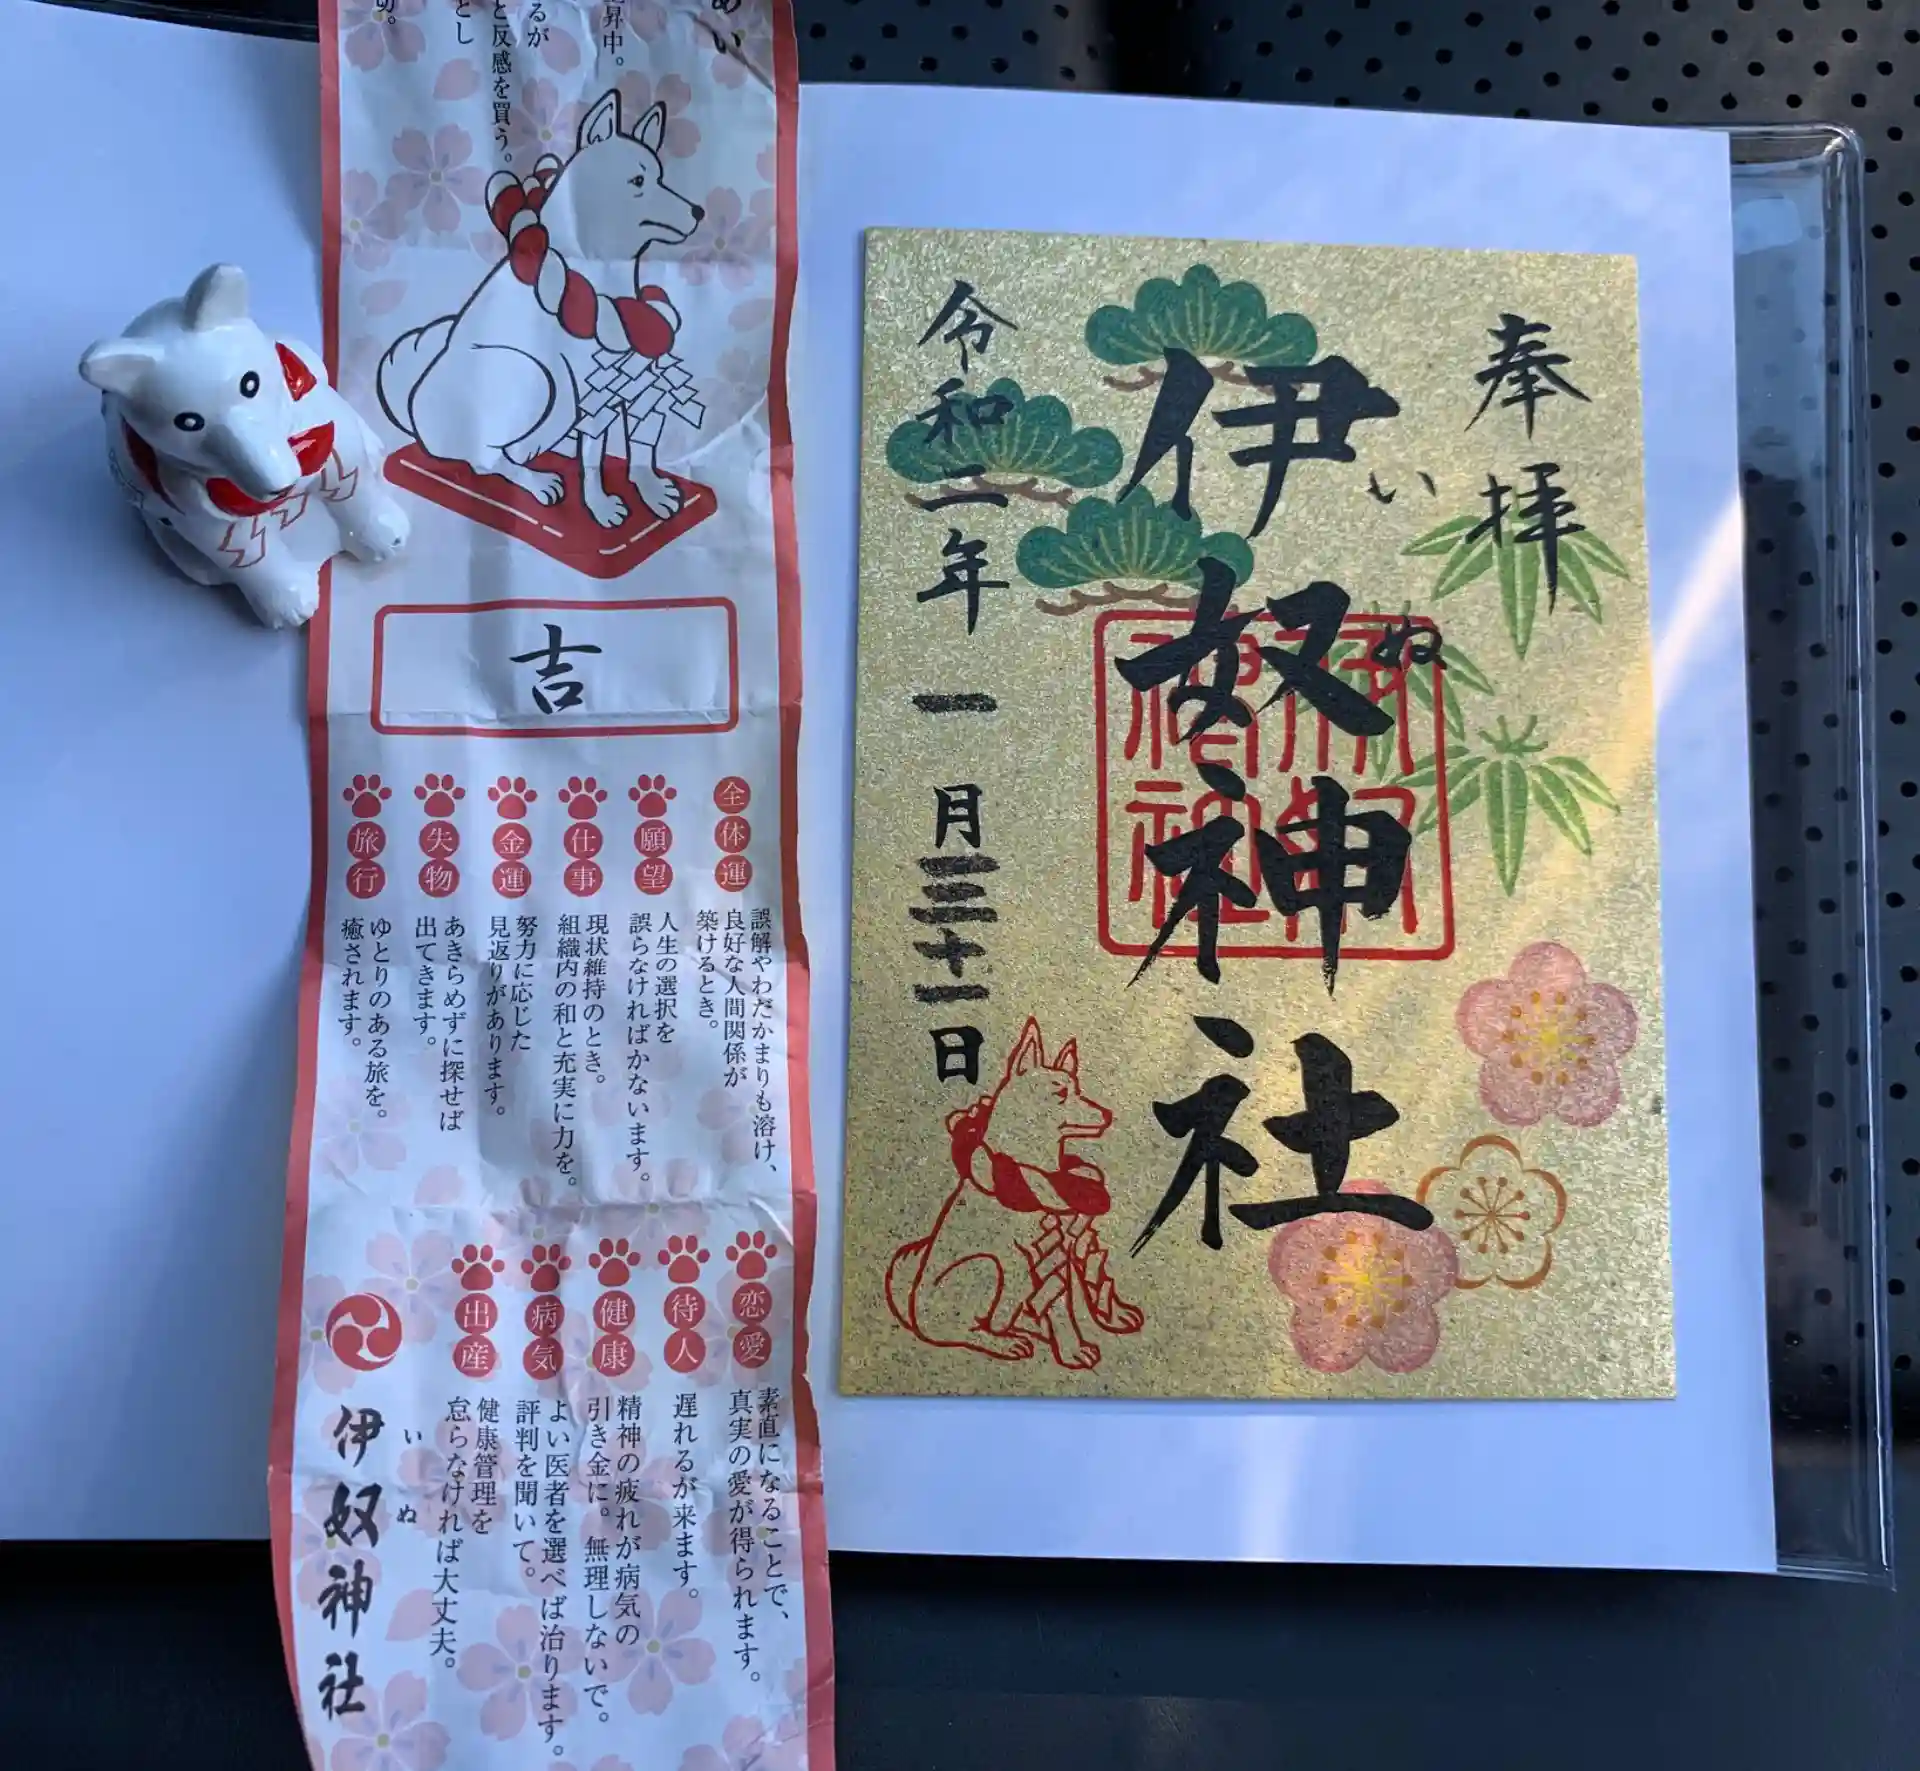 と反感を買う。
吉
全体運
誤解やわだかまりも溶け、
良好な人間関係が
築けるとき。
願望
人生の選択を
誤らなければかないます。
仕事
現状維持のとき。
組織内の和と充実に力を。
金運
努力に応じた
見返りがあります。
失物
あきらめずに探せば
出てきます。
旅行
ゆとりのある旅を。
癒されます。
恋愛
素直になることで、
真実の愛が得られます。
待人
遅れるが来ます。
健康
精神の疲れが病気の
引き金に。無理しないで。
病気
よい医者を選べば治ります。
評判を聞いて。
出産
健康管理を
怠らなければ大丈夫。
いぬ
伊奴神社
奉拝
いぬ
伊奴神社
令和二年一月三十一日